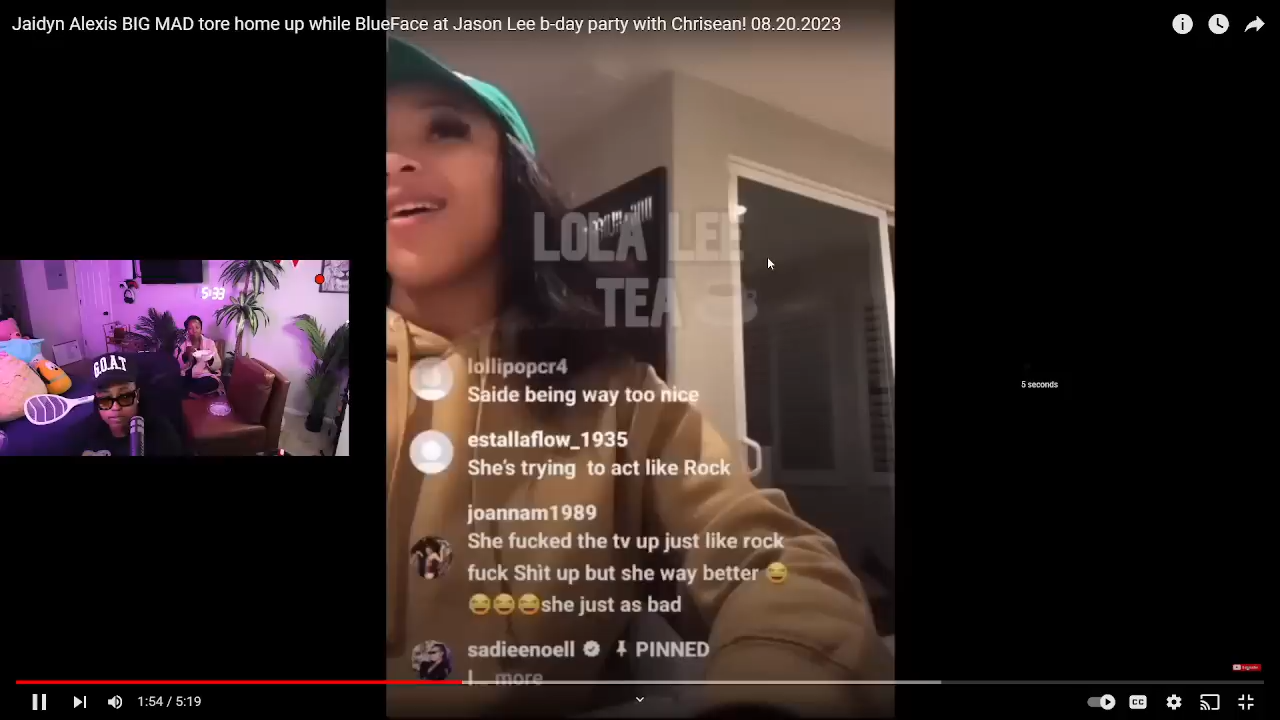 Jaidyn Alexis BIG MAD tore home up while BlueFace at Jason Lee b-day party with Chrisean! 08.20.2023
LOLA LEE
TEA
5:33
G.O.A.T
lollipopcr4
Saide being way too nice
5 seconds
estallaflow_1935
She's trying to act like Rock
joannam1989
She fucked the tv up just like rock
fuck Shit up but she way better 😆
😆😆😆she just as bad
sadieenoell PINNED
I... more
1:54 / 5:19
CC